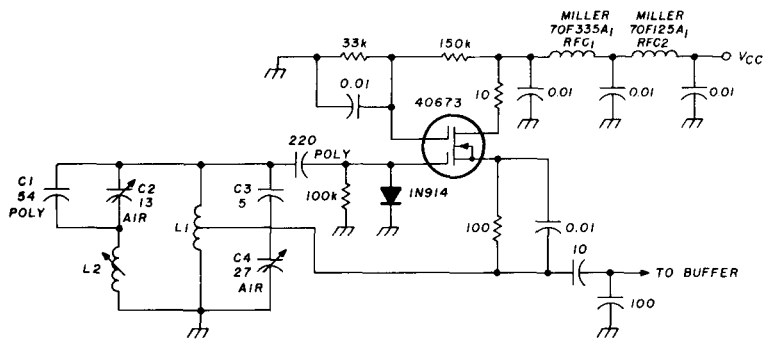 MILLER
70F335A₁
RFC₁
MILLER
70F125A₁
RFC2
33k
150k
VCC
0.01
10
0.01
0.01
0.01
40673
220
POLY
C1
54
POLY
C2
13
AIR
C3
5
100k
1N914
L1
100
0.01
L2
C4
27
AIR
10
TO BUFFER
100